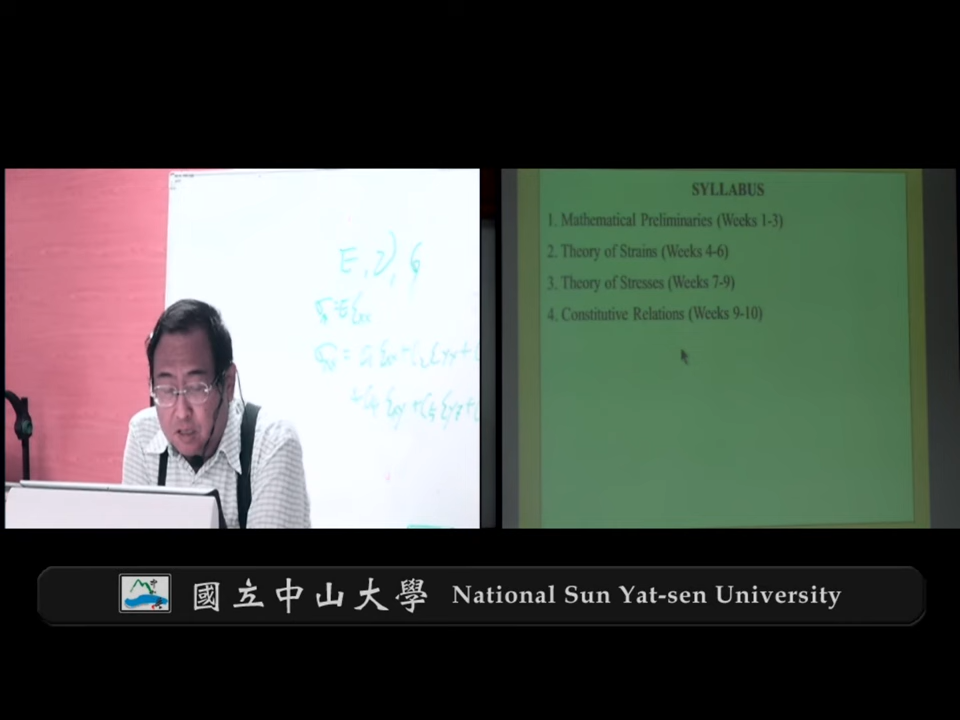 E, ν, G
SYLLABUS
1. Mathematical Preliminaries (Weeks 1-3)
2. Theory of Strains (Weeks 4-6)
3. Theory of Stresses (Weeks 7-9)
4. Constitutive Relations (Weeks 9-10)
國立中山大學 National Sun Yat-sen University